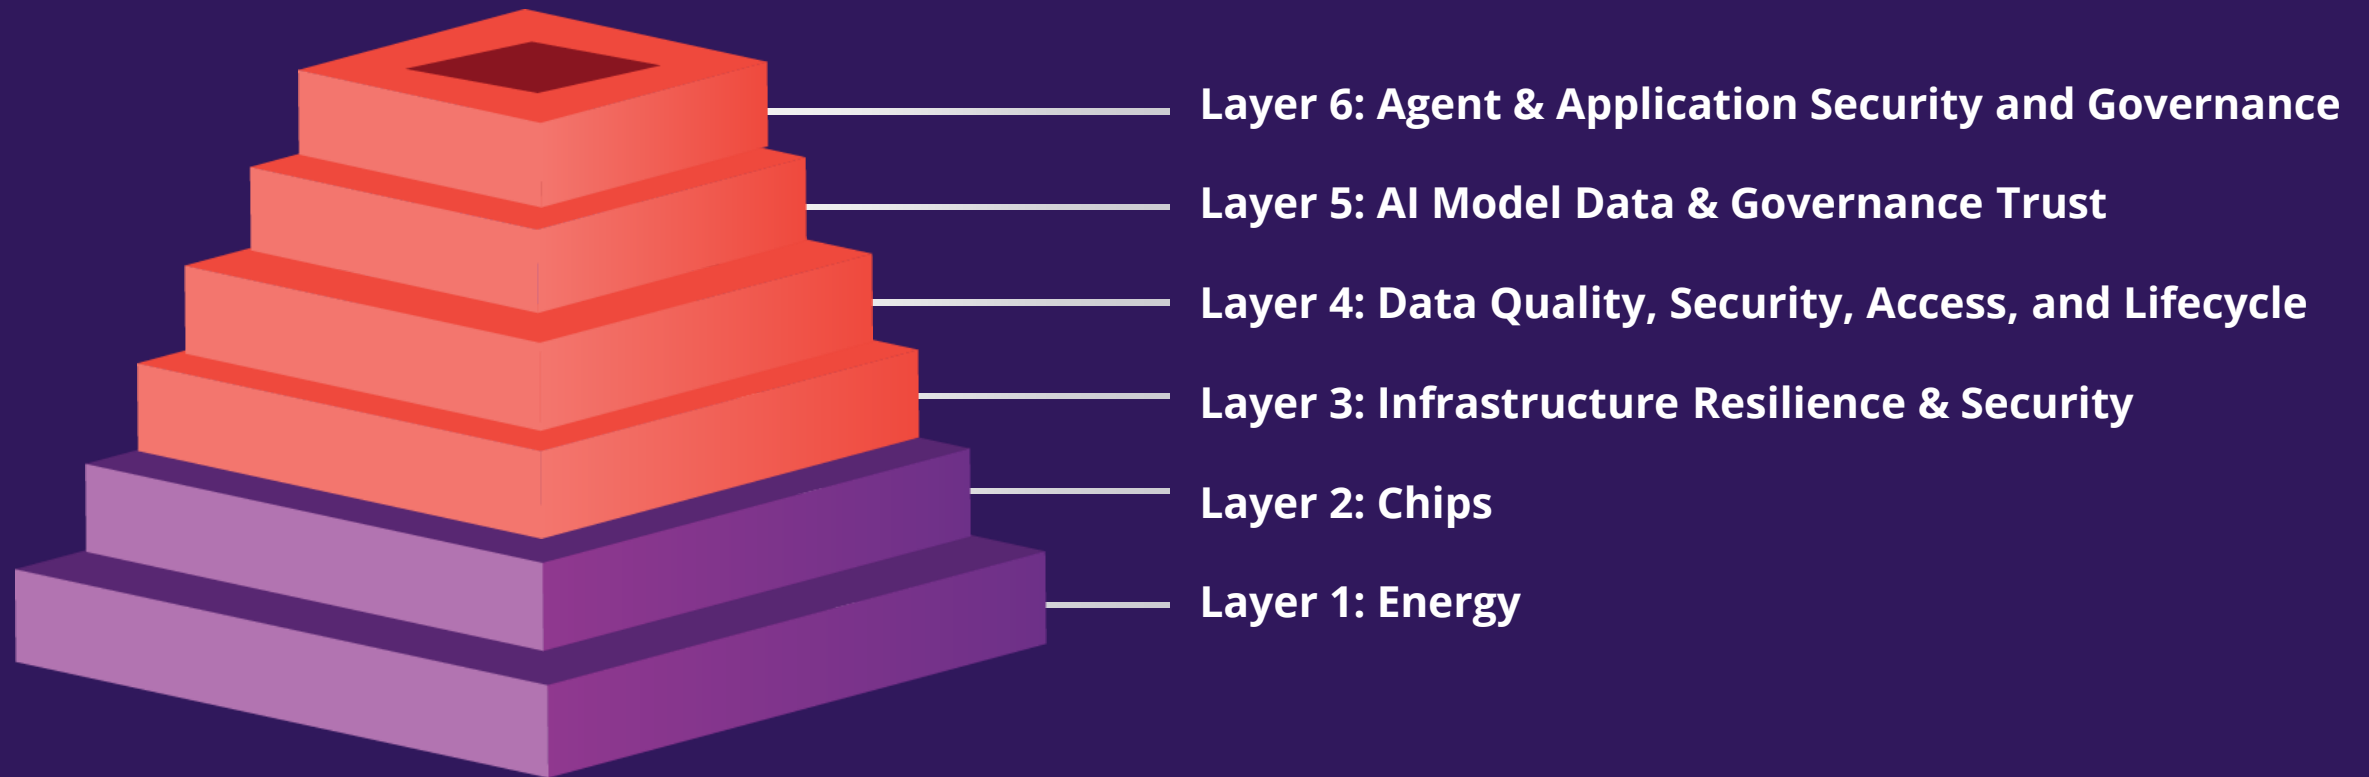 Layer 6: Agent & Application Security and Governance
Layer 5: AI Model Data & Governance Trust
Layer 4: Data Quality, Security, Access, and Lifecycle
Layer 3: Infrastructure Resilience & Security
Layer 2: Chips
Layer 1: Energy